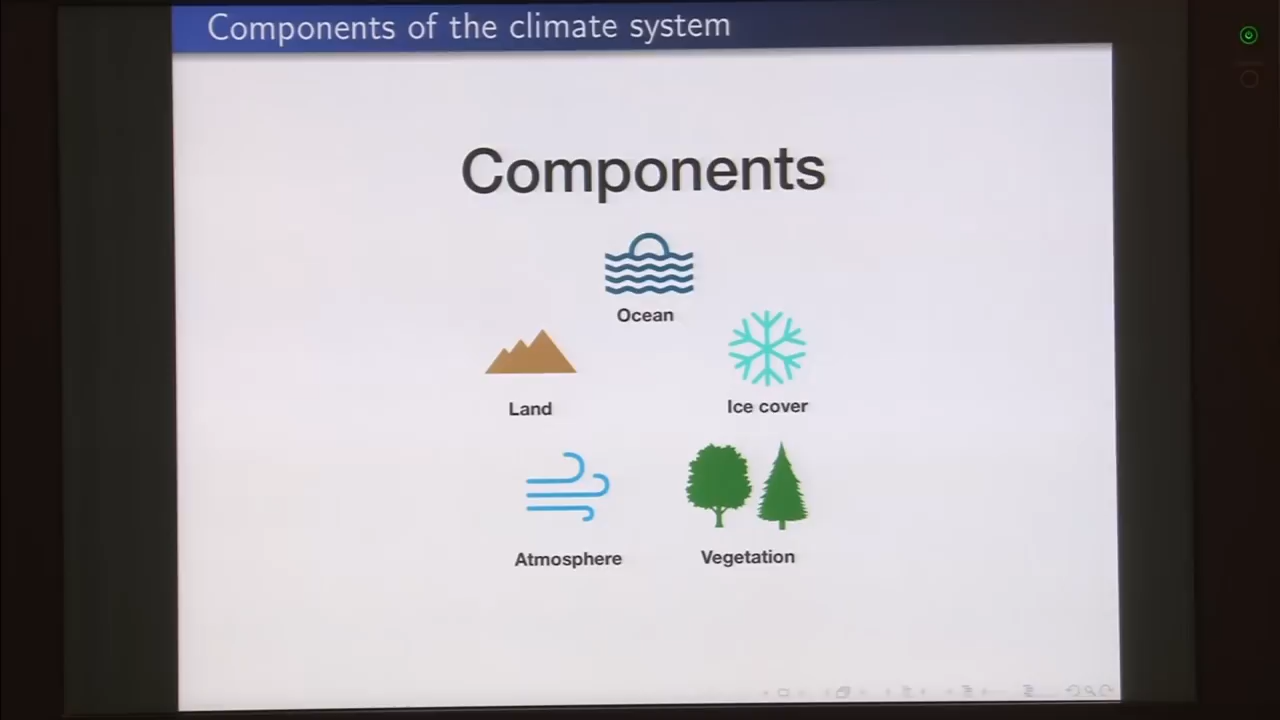 Components of the climate system
Components
Ocean
Land
Ice cover
Atmosphere
Vegetation